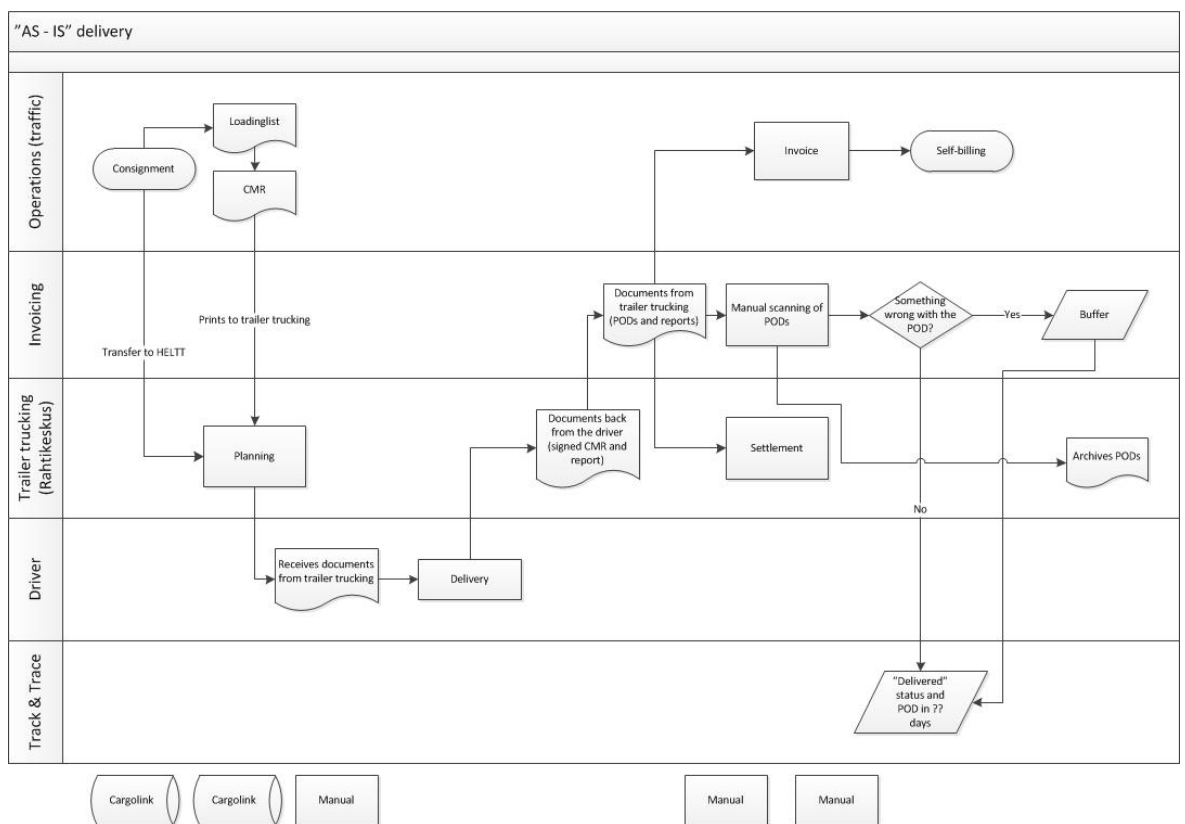 "AS - IS" delivery
Operations (traffic)
Loadinglist
Consignment
CMR
Invoice
Self-billing
Invoicing
Prints to trailer trucking
Transfer to HELTT
Documents from
trailer trucking
(PODs and reports)
Manual scanning of
PODs
Something
wrong with the
POD?
Yes
Buffer
Trailer trucking
(Rahtikeskus)
Planning
Documents back
from the driver
(signed CMR and
report)
Settlement
Archives PODs
No
Driver
Receives documents
from trailer trucking
Delivery
Track & Trace
"Delivered"
status and
POD in ??
days
Cargolink
Cargolink
Manual
Manual
Manual